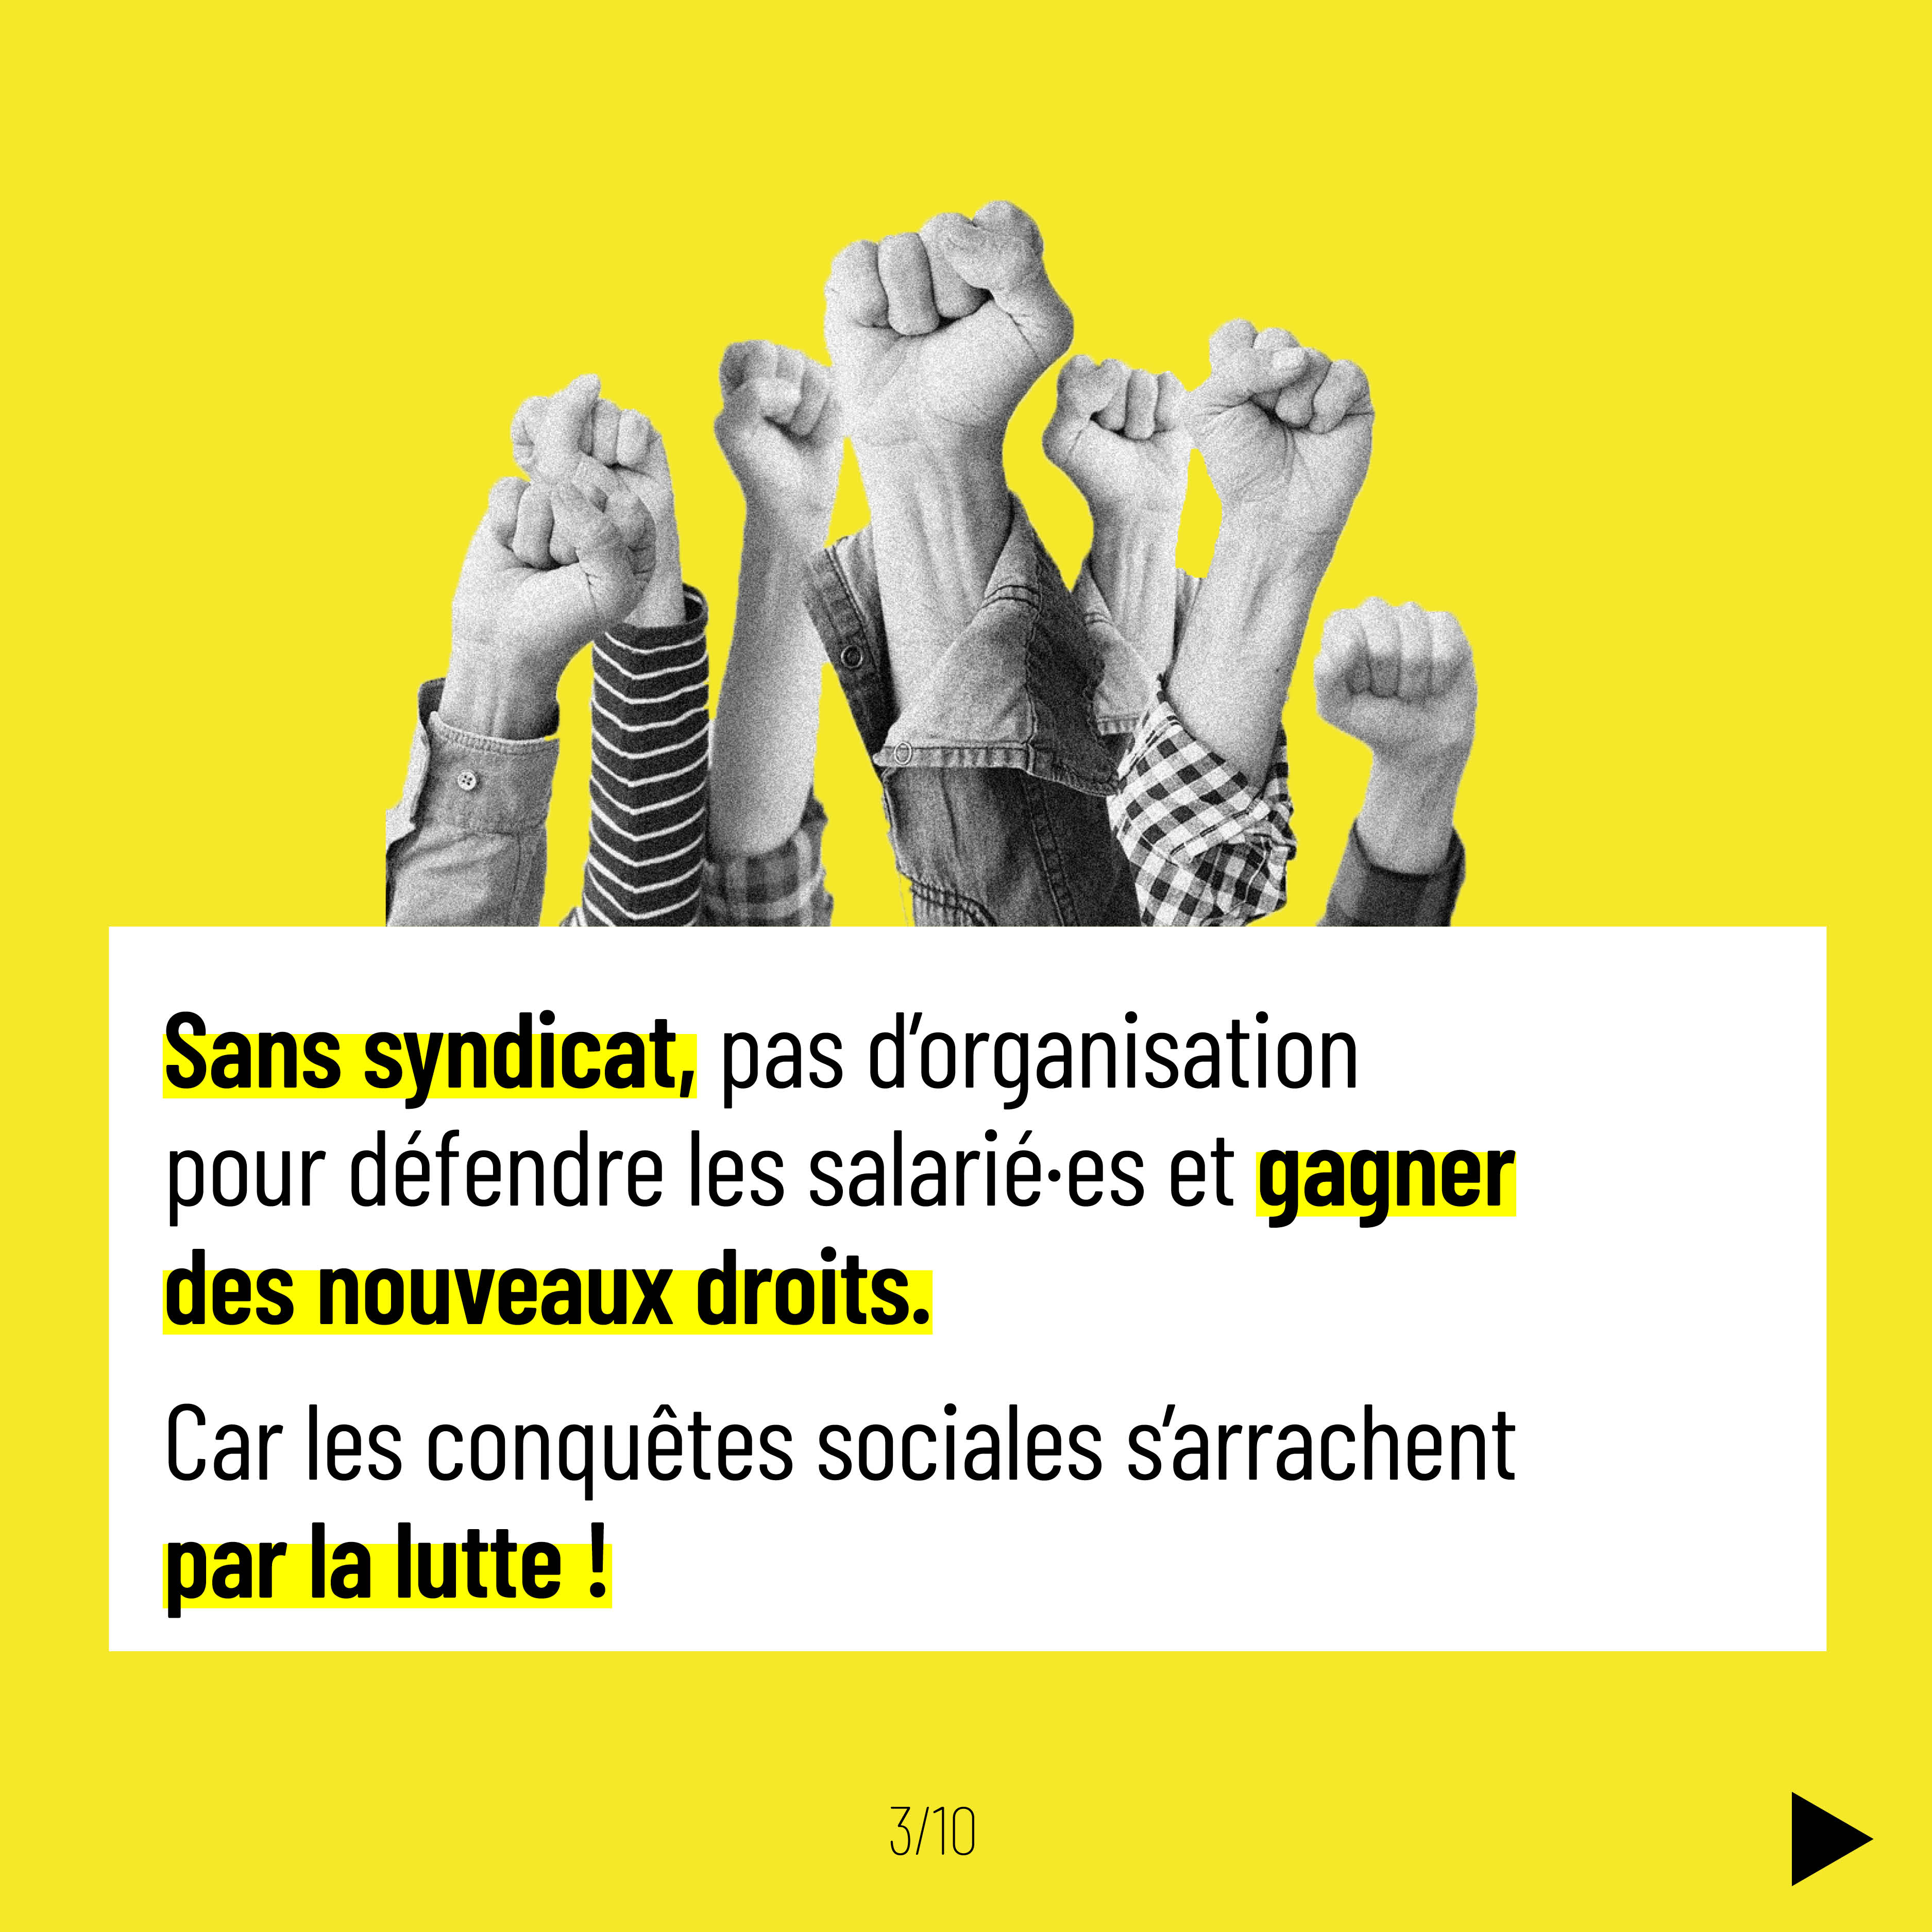 Sans syndicat, pas d’organisation
pour défendre les salarié·es et gagner
des nouveaux droits.
Car les conquêtes sociales s’arrachent
par la lutte !
3/10